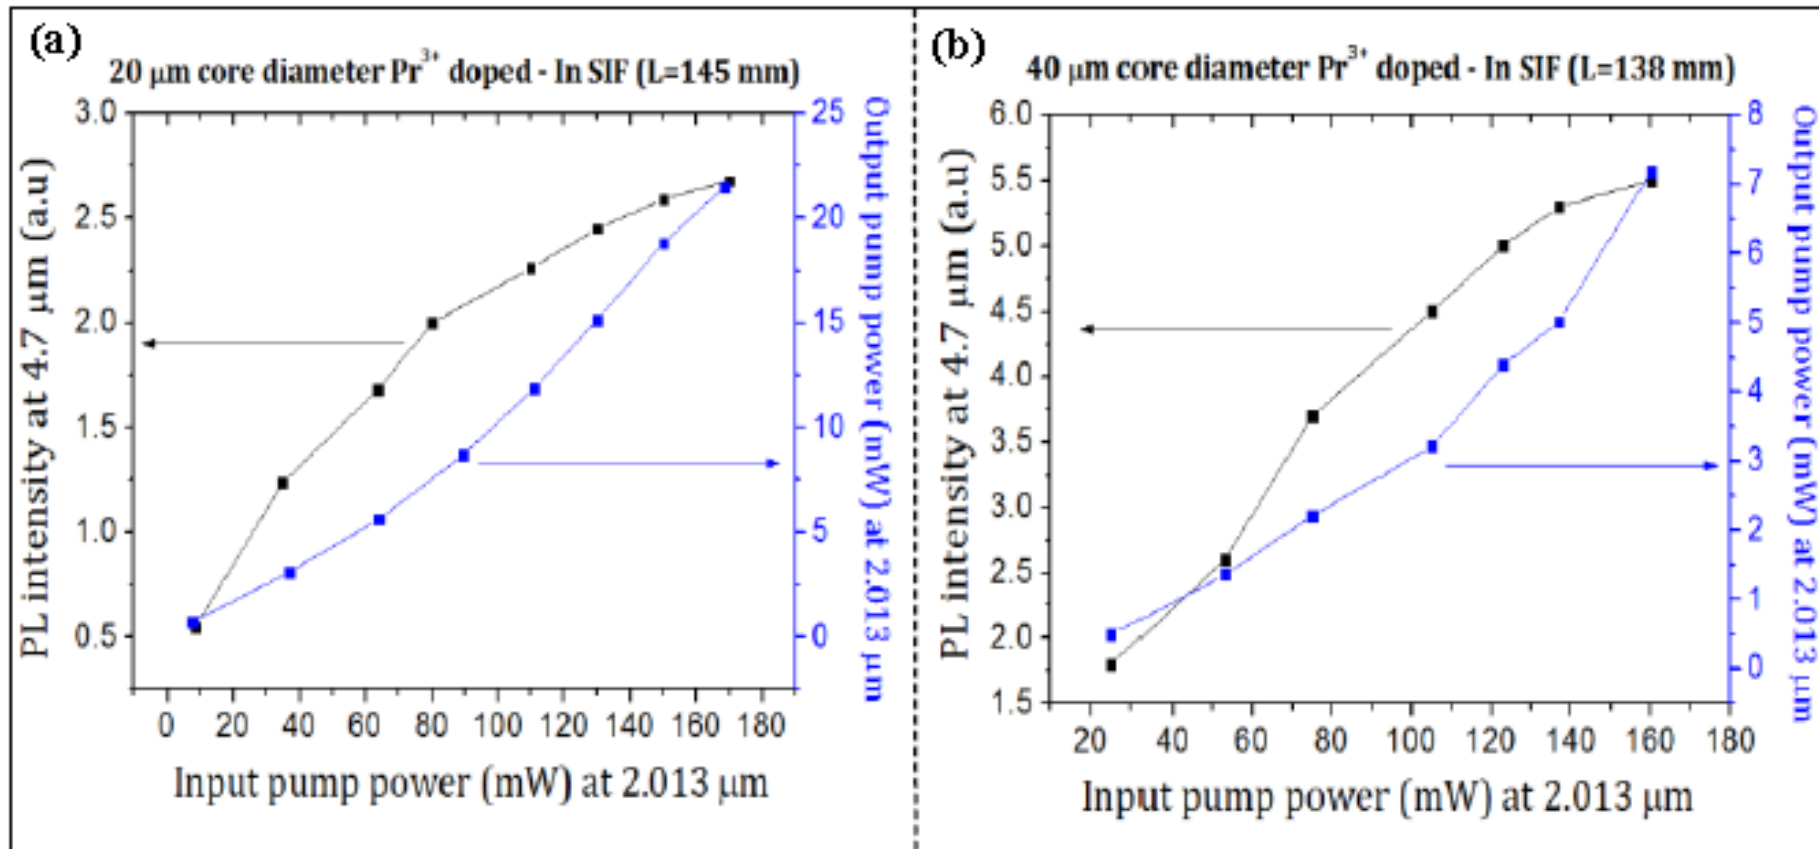 (a)
20 μm core diameter Pr³⁺ doped - In SIF (L=145 mm)
PL intensity at 4.7 μm (a.u)
3.0
2.5
2.0
1.5
1.0
0.5
25
20
15
10
5
0
Output pump power (mW) at 2.013 μm
0 20 40 60 80 100 120 140 160 180
Input pump power (mW) at 2.013 μm
(b)
40 μm core diameter Pr³⁺ doped - In SIF (L=138 mm)
PL intensity at 4.7 μm (a.u)
6.0
5.5
5.0
4.5
4.0
3.5
3.0
2.5
2.0
1.5
8
7
6
5
4
3
2
1
0
Output pump power (mW) at 2.013 μm
20 40 60 80 100 120 140 160 180
Input pump power (mW) at 2.013 μm